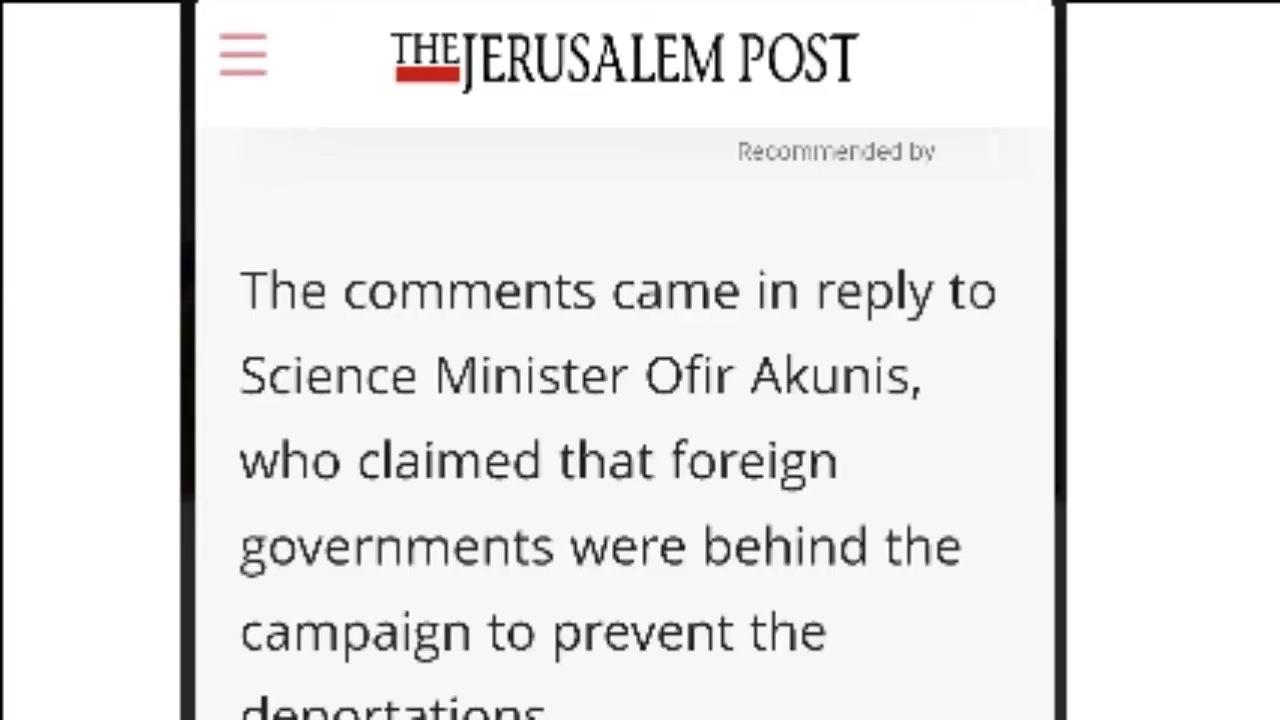 THE JERUSALEM POST
Recommended by
The comments came in reply to
Science Minister Ofir Akunis,
who claimed that foreign
governments were behind the
campaign to prevent the
deportations